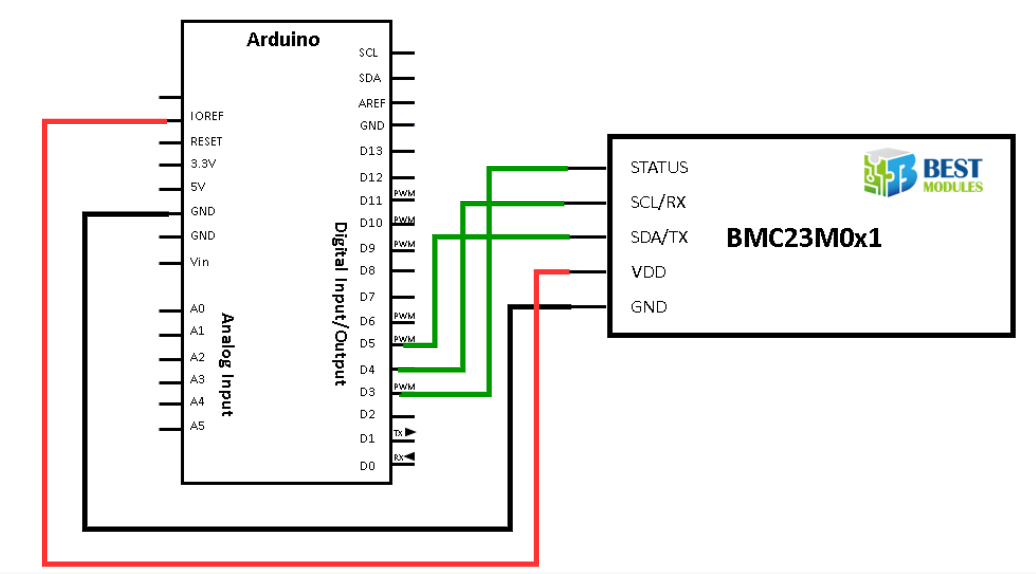 Arduino
SCL
SDA
AREF
GND
D13
D12
D11
PWM
D10
PWM
D9
PWM
D8
D7
D6
PWM
D5
PWM
D4
D3
PWM
D2
D1
TX
D0
RX
Digital Input/Output
IOREF
RESET
3.3V
5V
GND
GND
Vin
A0
A1
A2
A3
A4
A5
Analog Input
STATUS
SCL/RX
SDA/TX
VDD
GND
BEST
MODULES
BMC23M0x1